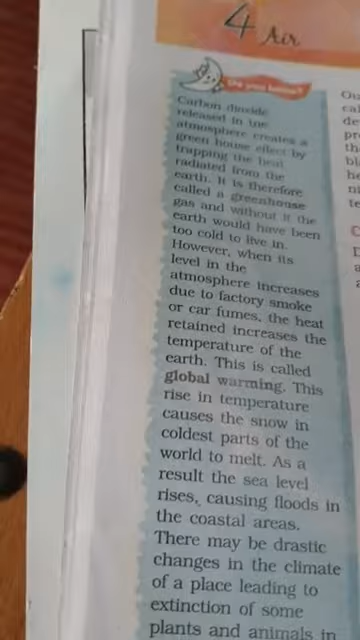 4 Air
Do you know?
Carbon dioxide
released in the
atmosphere creates a
green house effect by
trapping the heat
radiated from the
earth. It is therefore
called a greenhouse
gas and without it the
earth would have been
too cold to live in.
However, when its
level in the
atmosphere increases
due to factory smoke
or car fumes, the heat
retained increases the
temperature of the
earth. This is called
global warming. This
rise in temperature
causes the snow in
coldest parts of the
world to melt. As a
result the sea level
rises, causing floods in
the coastal areas.
There may be drastic
changes in the climate
of a place leading to
extinction of some
plants and animals in